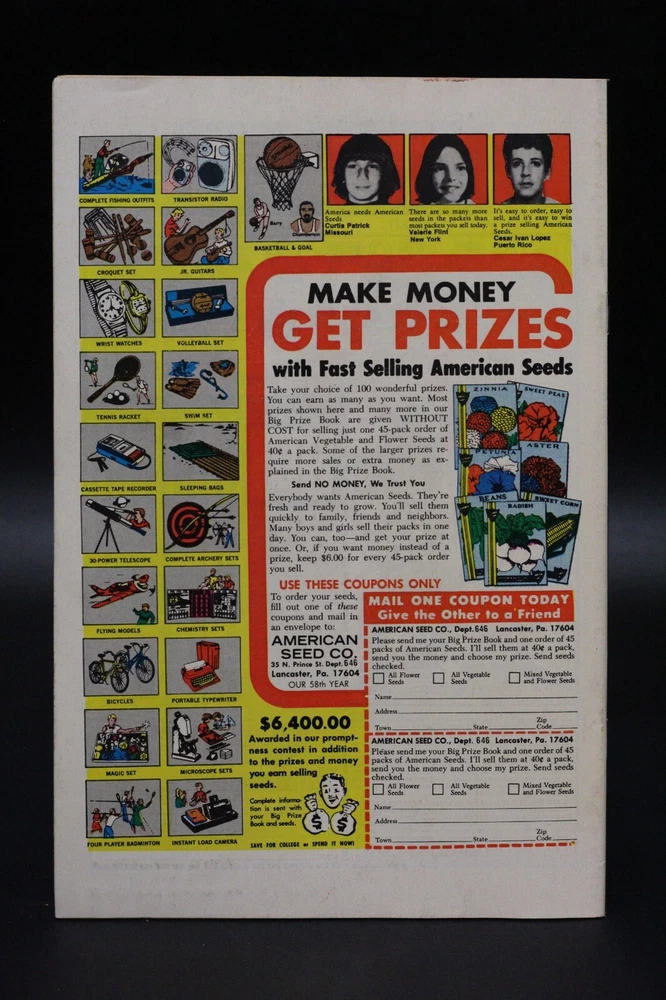 COMPLETE FISHING OUTFITS
TRANSISTOR RADIO
CROQUET SET
JR. GUITARS
WRIST WATCHES
VOLLEYBALL SET
TENNIS RACKET
SWIM SET
CASSETTE TAPE RECORDER
SLEEPING BAGS
30-POWER TELESCOPE
COMPLETE ARCHERY SETS
FLYING MODELS
CHEMISTRY SETS
BICYCLES
PORTABLE TYPEWRITER
MAGIC SET
MICROSCOPE SETS
FOUR PLAYER BADMINTON
INSTANT LOAD CAMERA
Barry
Chamberlain
BASKETBALL & GOAL
America needs American
Seeds
Curtis Patrick
Missouri
There are so many more
seeds in the packets than
most packets you sell today.
Valerie Flint
New York
It's easy to order, easy to
sell, and it's easy to win
a prize selling American
Seeds.
Cesar Ivan Lopez
Puerto Rico
MAKE MONEY
GET PRIZES
with Fast Selling American Seeds
Take your choice of 100 wonderful prizes.
You can earn as many as you want. Most
prizes shown here and many more in our
Big Prize Book are given WITHOUT
COST for selling just one 45-pack order of
American Vegetable and Flower Seeds at
40¢ a pack. Some of the larger prizes re-
quire more sales or extra money as ex-
plained in the Big Prize Book.
Send NO MONEY, We Trust You
Everybody wants American Seeds. They're
fresh and ready to grow. You'll sell them
quickly to family, friends and neighbors.
Many boys and girls sell their packs in one
day. You can, too—and get your prize at
once. Or, if you want money instead of a
prize, keep $6.00 for every 45-pack order
you sell.
ZINNIA
SWEET PEAS
PETUNIA
ASTER
BEANS
RADISH
SWEET CORN
USE THESE COUPONS ONLY
To order your seeds,
fill out one of these
coupons and mail in
an envelope to:
AMERICAN
SEED CO.
35 N. Prince St. Dept. 646
Lancaster, Pa. 17604
OUR 58th YEAR
$6,400.00
Awarded in our prompt-
ness contest in addition
to the prizes and money
you earn selling
seeds.
Complete informa-
tion is sent with
your Big Prize
Book and seeds.
$ $
SAVE FOR COLLEGE or SPEND IT NOW!
MAIL ONE COUPON TODAY
Give the Other to a Friend
AMERICAN SEED CO., Dept. 646 Lancaster, Pa. 17604
Please send me your Big Prize Book and one order of 45
packs of American Seeds. I'll sell them at 40¢ a pack,
send you the money and choose my prize. Send seeds
checked.
All Flower Seeds
All Vegetable Seeds
Mixed Vegetable and Flower Seeds
Name
Address
Town State Zip Code
AMERICAN SEED CO., Dept. 646 Lancaster, Pa. 17604
Please send me your Big Prize Book and one order of 45
packs of American Seeds. I'll sell them at 40¢ a pack,
send you the money and choose my prize. Send seeds
checked.
All Flower Seeds
All Vegetable Seeds
Mixed Vegetable and Flower Seeds
Name
Address
Town State Zip Code